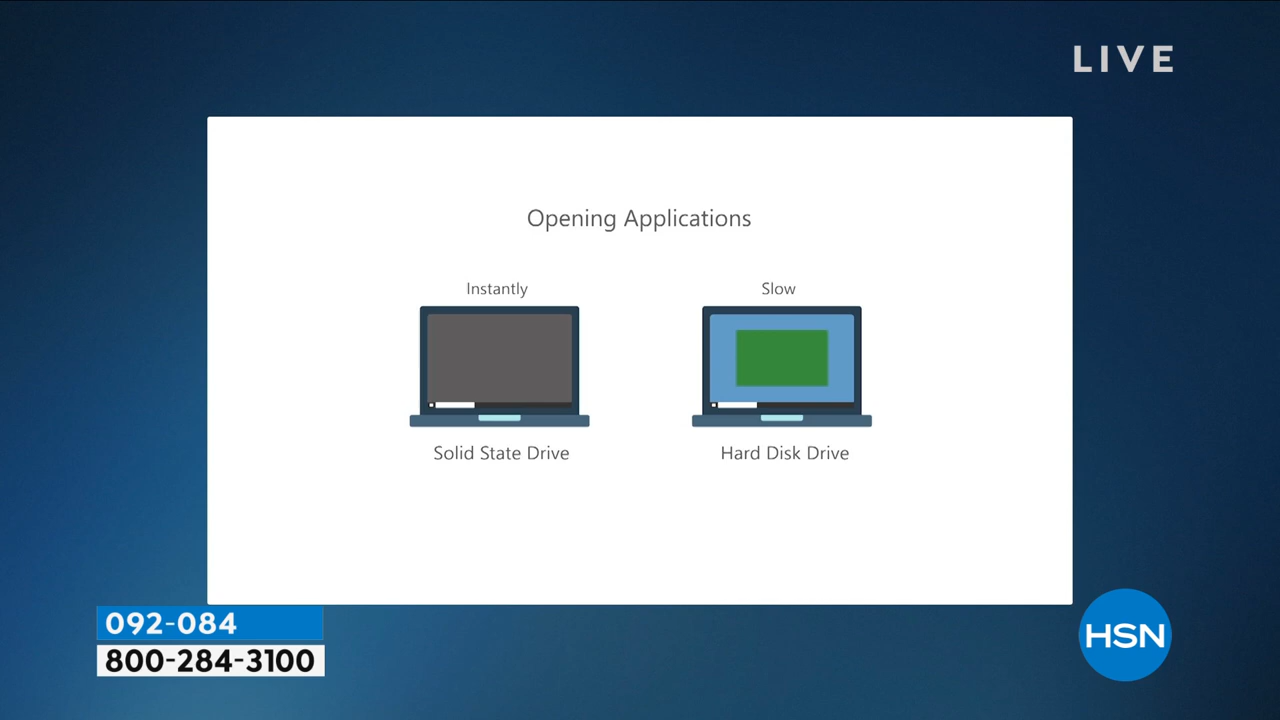 LIVE
Opening Applications
Instantly
Slow
Solid State Drive
Hard Disk Drive
092-084
800-284-3100
HSN